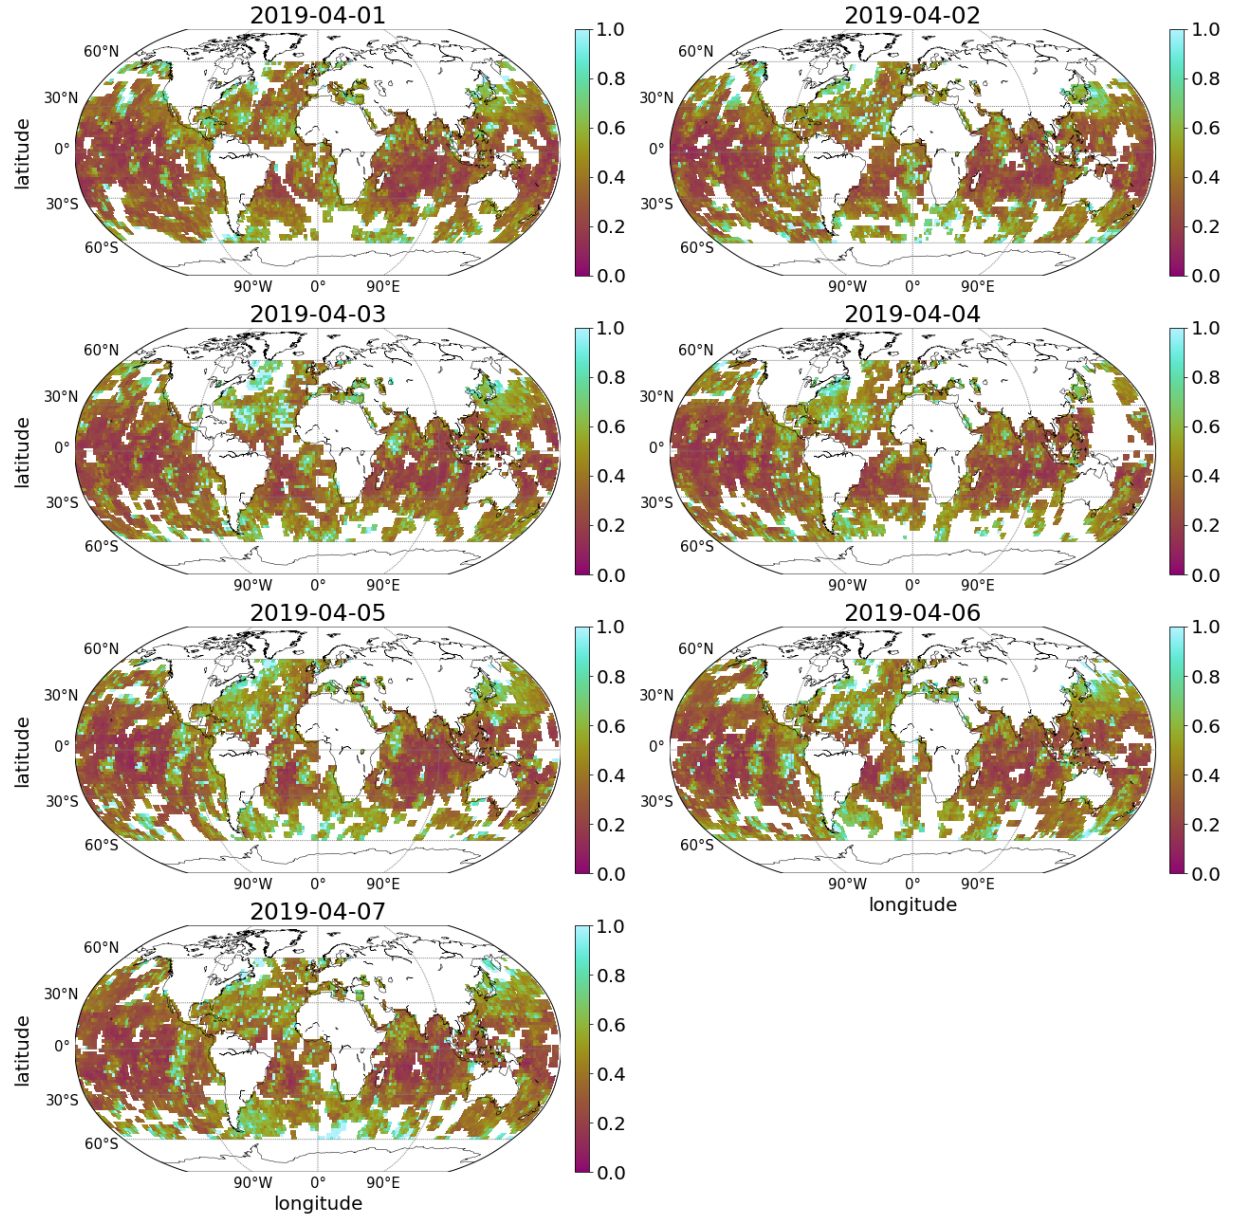 2019-04-01
2019-04-02
60°N
30°N
0°
30°S
60°S
latitude
90°W 0° 90°E
1.0
0.8
0.6
0.4
0.2
0.0
60°N
30°N
0°
30°S
60°S
latitude
90°W 0° 90°E
1.0
0.8
0.6
0.4
0.2
0.0
2019-04-03
2019-04-04
60°N
30°N
0°
30°S
60°S
latitude
90°W 0° 90°E
1.0
0.8
0.6
0.4
0.2
0.0
60°N
30°N
0°
30°S
60°S
90°W 0° 90°E
1.0
0.8
0.6
0.4
0.2
0.0
2019-04-05
2019-04-06
60°N
30°N
0°
30°S
60°S
latitude
90°W 0° 90°E
1.0
0.8
0.6
0.4
0.2
0.0
60°N
30°N
0°
30°S
60°S
90°W 0° 90°E
longitude
1.0
0.8
0.6
0.4
0.2
0.0
2019-04-07
60°N
30°N
0°
30°S
60°S
latitude
90°W 0° 90°E
longitude
1.0
0.8
0.6
0.4
0.2
0.0